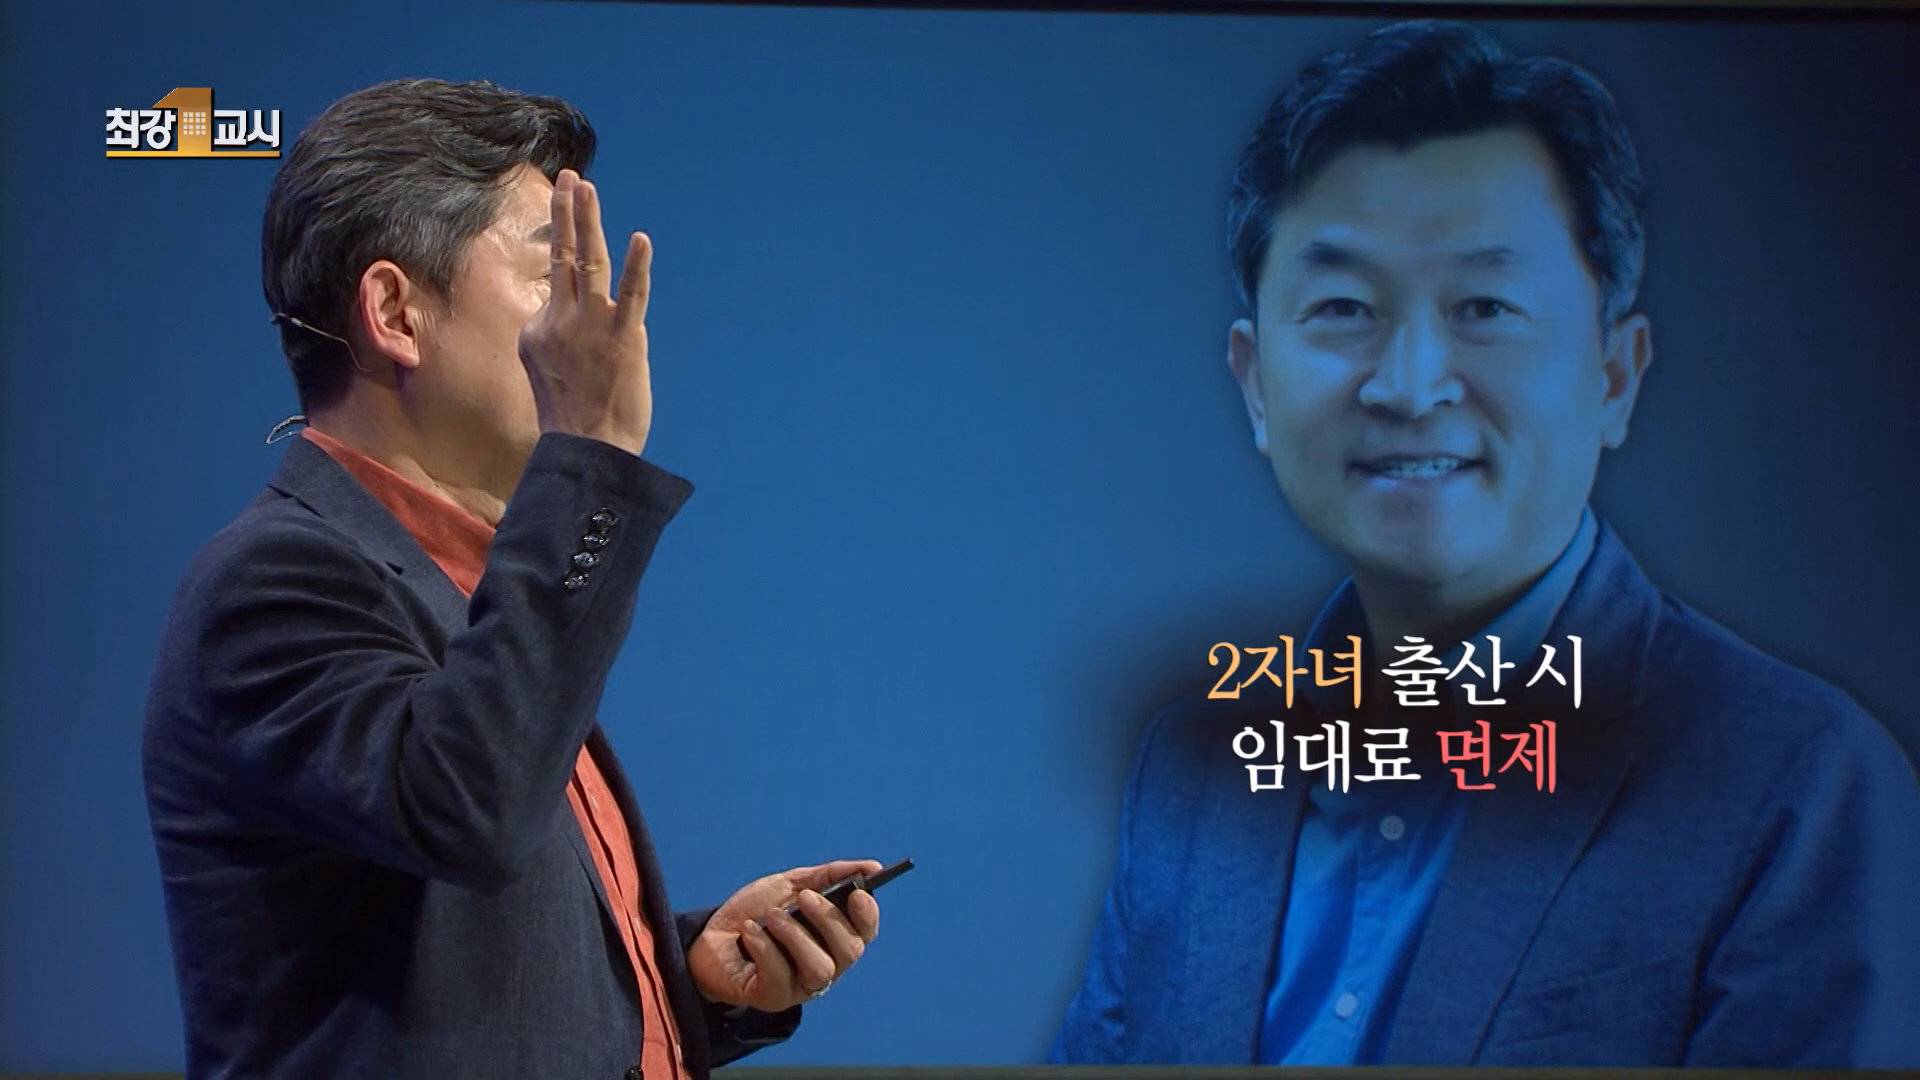 최강1교시
2자녀 출산 시
임대료 면제